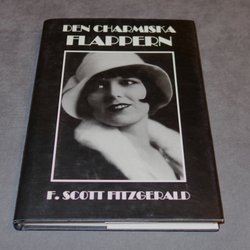 DEN CHARMISKA
FLAPPERN
F. SCOTT FITZGERALD